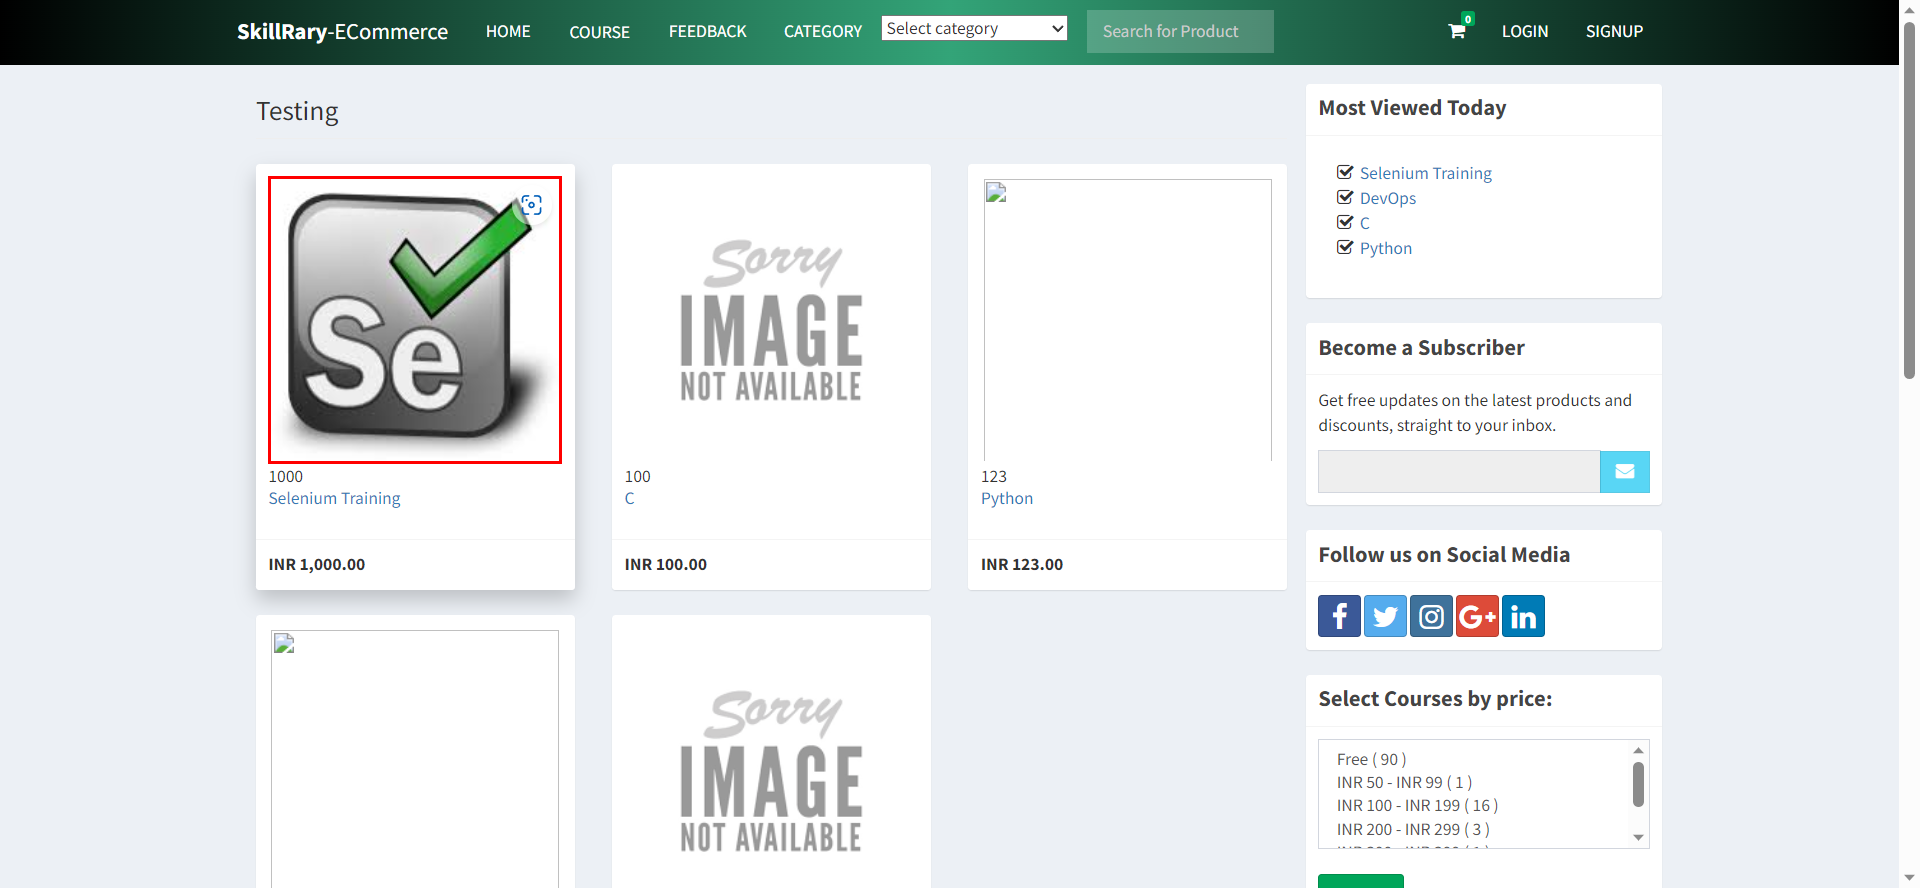 SkillRary-ECommerce HOME COURSE FEEDBACK CATEGORY Select category Search for Product 0 LOGIN SIGNUP
Testing
Se
1000
Selenium Training
INR 1,000.00
Sorry
IMAGE
NOT AVAILABLE
100
C
INR 100.00
123
Python
INR 123.00
Sorry
IMAGE
NOT AVAILABLE
Most Viewed Today
Selenium Training
DevOps
C
Python
Become a Subscriber
Get free updates on the latest products and
discounts, straight to your inbox.
Follow us on Social Media
f
G+
in
Select Courses by price:
Free ( 90 )
INR 50 - INR 99 ( 1 )
INR 100 - INR 199 ( 16 )
INR 200 - INR 299 ( 3 )